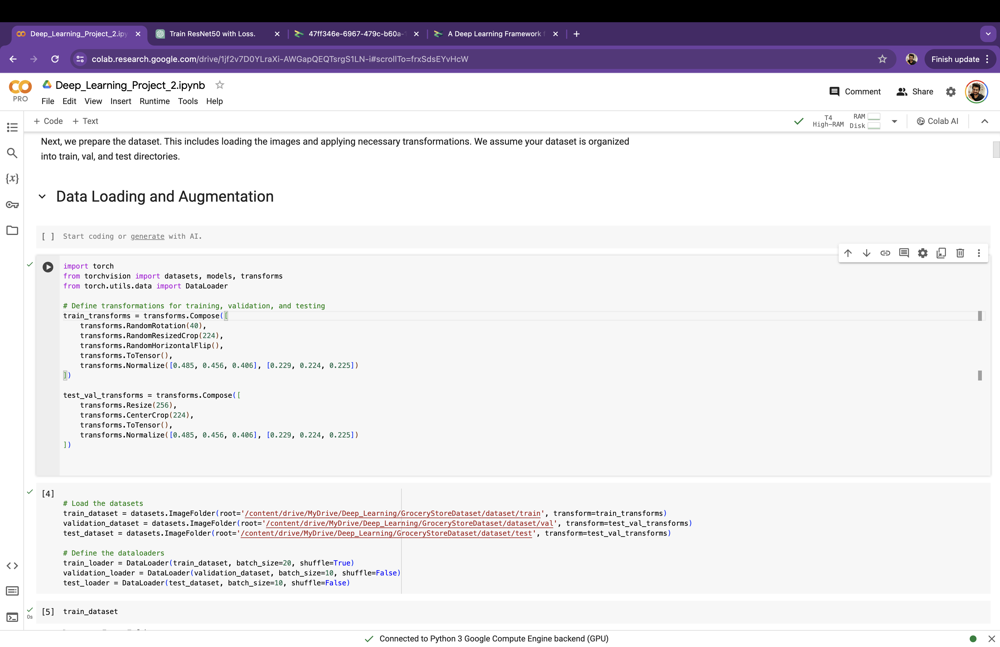 Deep_Learning_Project_2.ipy
Train ResNet50 with Loss.
47ff346e-6967-479c-b60a-
A Deep Learning Framework
colab.research.google.com/drive/1jf2v7D0YLraXi-AWGapQEQTsrgS1LN-i#scrollTo=frxSdsEYvHcW
Finish update
PRO
Deep_Learning_Project_2.ipynb
File Edit View Insert Runtime Tools Help
Comment
Share
+ Code + Text
T4
High-RAM
RAM
Disk
Colab AI
Next, we prepare the dataset. This includes loading the images and applying necessary transformations. We assume your dataset is organized
into train, val, and test directories.
Data Loading and Augmentation
[ ] Start coding or generate with AI.
import torch
from torchvision import datasets, models, transforms
from torch.utils.data import DataLoader
# Define transformations for training, validation, and testing
train_transforms = transforms.Compose([
    transforms.RandomRotation(40),
    transforms.RandomResizedCrop(224),
    transforms.RandomHorizontalFlip(),
    transforms.ToTensor(),
    transforms.Normalize([0.485, 0.456, 0.406], [0.229, 0.224, 0.225])
])
test_val_transforms = transforms.Compose([
    transforms.Resize(256),
    transforms.CenterCrop(224),
    transforms.ToTensor(),
    transforms.Normalize([0.485, 0.456, 0.406], [0.229, 0.224, 0.225])
])
[4]
# Load the datasets
train_dataset = datasets.ImageFolder(root='/content/drive/MyDrive/Deep_Learning/GroceryStoreDataset/dataset/train', transform=train_transforms)
validation_dataset = datasets.ImageFolder(root='/content/drive/MyDrive/Deep_Learning/GroceryStoreDataset/dataset/val', transform=test_val_transforms)
test_dataset = datasets.ImageFolder(root='/content/drive/MyDrive/Deep_Learning/GroceryStoreDataset/dataset/test', transform=test_val_transforms)
# Define the dataloaders
train_loader = DataLoader(train_dataset, batch_size=20, shuffle=True)
validation_loader = DataLoader(validation_dataset, batch_size=10, shuffle=False)
test_loader = DataLoader(test_dataset, batch_size=10, shuffle=False)
0s
[5] train_dataset
Connected to Python 3 Google Compute Engine backend (GPU)